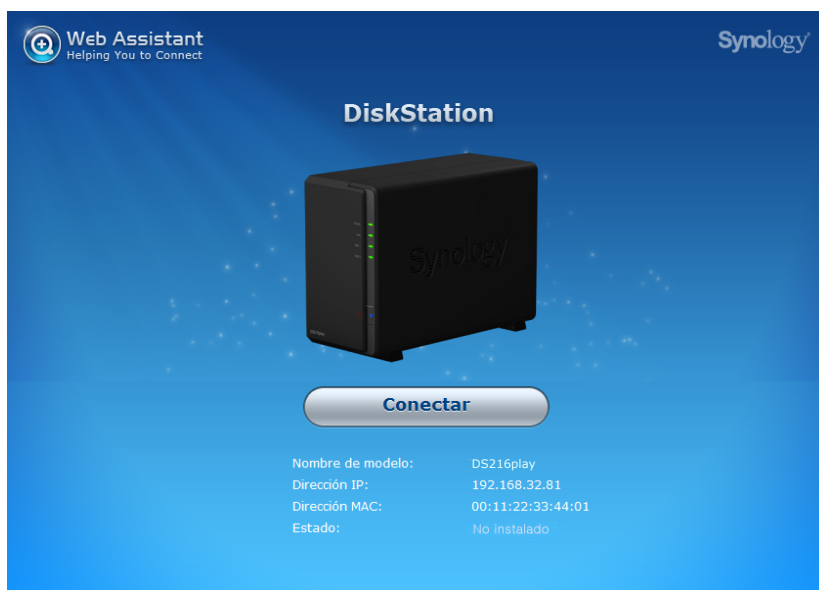 Web Assistant
Helping You to Connect
Synology
DiskStation
Synology
Conectar
Nombre de modelo: DS216play
Dirección IP: 192.168.32.81
Dirección MAC: 00:11:22:33:44:01
Estado: No instalado